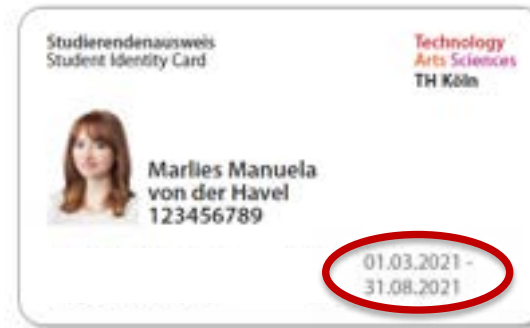 Studierendenausweis
Student Identity Card
Technology
Arts Sciences
TH Köln
Marlies Manuela
von der Havel
123456789
01.03.2021 -
31.08.2021